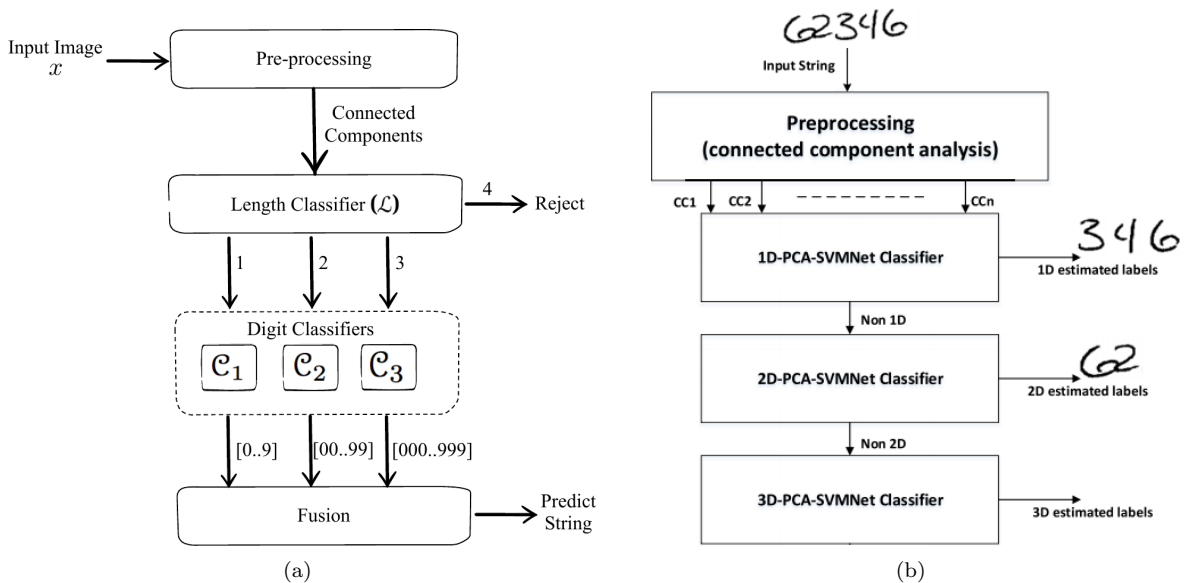 Input Image
x
Pre-processing
Connected
Components
Length Classifier (ℒ)
4
Reject
1
2
3
Digit Classifiers
𝒞1
𝒞2
𝒞3
[0..9]
[00..99]
[000..999]
Fusion
Predict
String
(a)
62346
Input String
Preprocessing
(connected component analysis)
CC1
CC2
CCn
1D-PCA-SVMNet Classifier
346
1D estimated labels
Non 1D
2D-PCA-SVMNet Classifier
62
2D estimated labels
Non 2D
3D-PCA-SVMNet Classifier
3D estimated labels
(b)